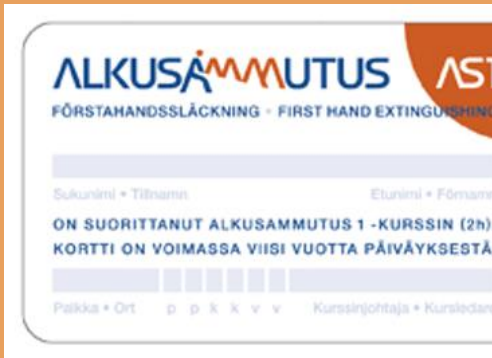 ALKUSAMMUTUS AST
FÖRSTAHANDSSLÄCKNING • FIRST HAND EXTINGUISHING
Sukunimi • Tillnamn Etunimi • Förnamn
ON SUORITTANUT ALKUSAMMUTUS 1 -KURSSIN (2h)
KORTTI ON VOIMASSA VIISI VUOTTA PÄIVÄYKSESTÄ
Paikka • Ort p p k k v v Kurssinjohtaja • Kursledare